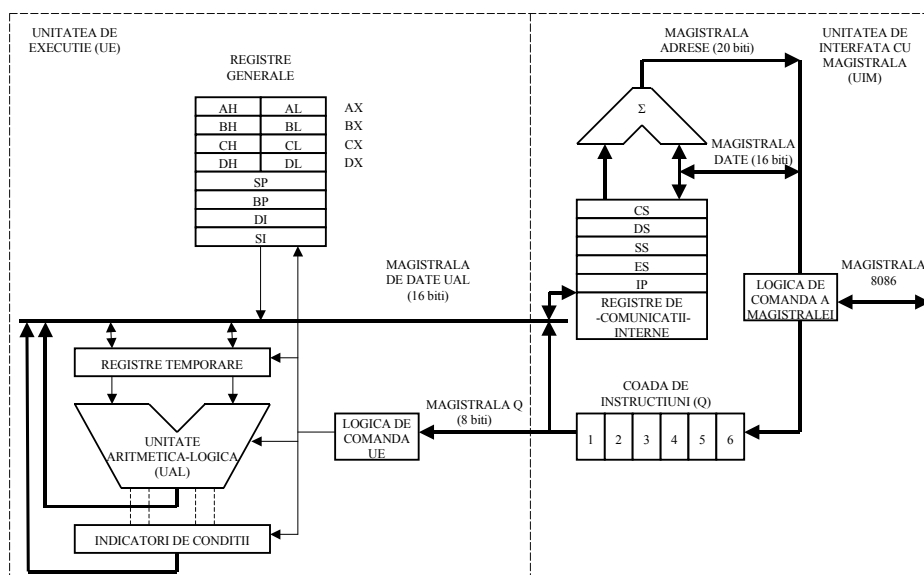 UNITATEA DE
EXECUTIE (UE)
REGISTRE
GENERALE
AH AL AX
BH BL BX
CH CL CX
DH DL DX
SP
BP
DI
SI
MAGISTRALA
DE DATE UAL
(16 biti)
REGISTRE TEMPORARE
UNITATE
ARITMETICA-LOGICA
(UAL)
INDICATORI DE CONDITII
LOGICA DE
COMANDA
UE
MAGISTRALA Q
(8 biti)
MAGISTRALA
ADRESE (20 biti)
UNITATEA DE
INTERFATA CU
MAGISTRALA
(UIM)
Σ
MAGISTRALA
DATE (16 biti)
CS
DS
SS
ES
IP
REGISTRE DE
-COMUNICATII-
INTERNE
LOGICA DE
COMANDA A
MAGISTRALEI
MAGISTRALA
8086
COADA DE
INSTRUCTIUNI (Q)
1 2 3 4 5 6